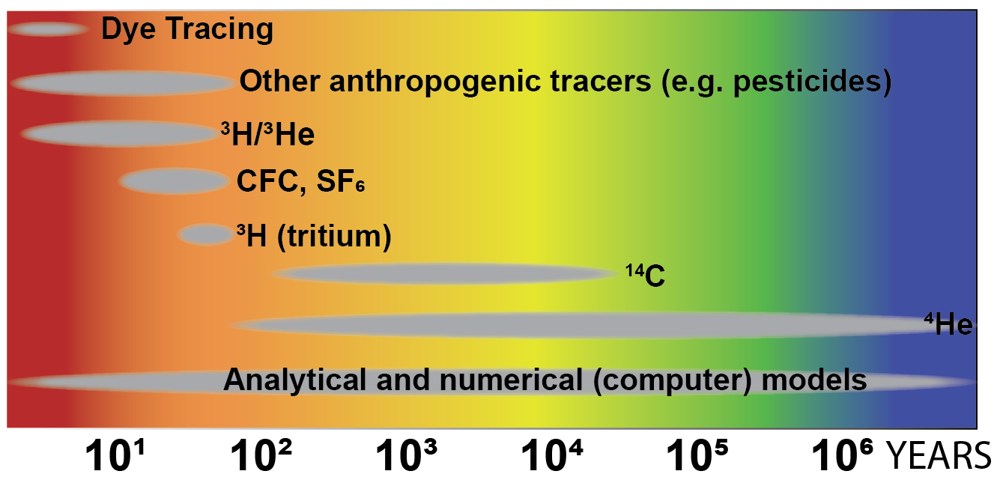 Dye Tracing
Other anthropogenic tracers (e.g. pesticides)
³H/³He
CFC, SF₆
³H (tritium)
¹⁴C
⁴He
Analytical and numerical (computer) models
10¹ 10² 10³ 10⁴ 10⁵ 10⁶ YEARS